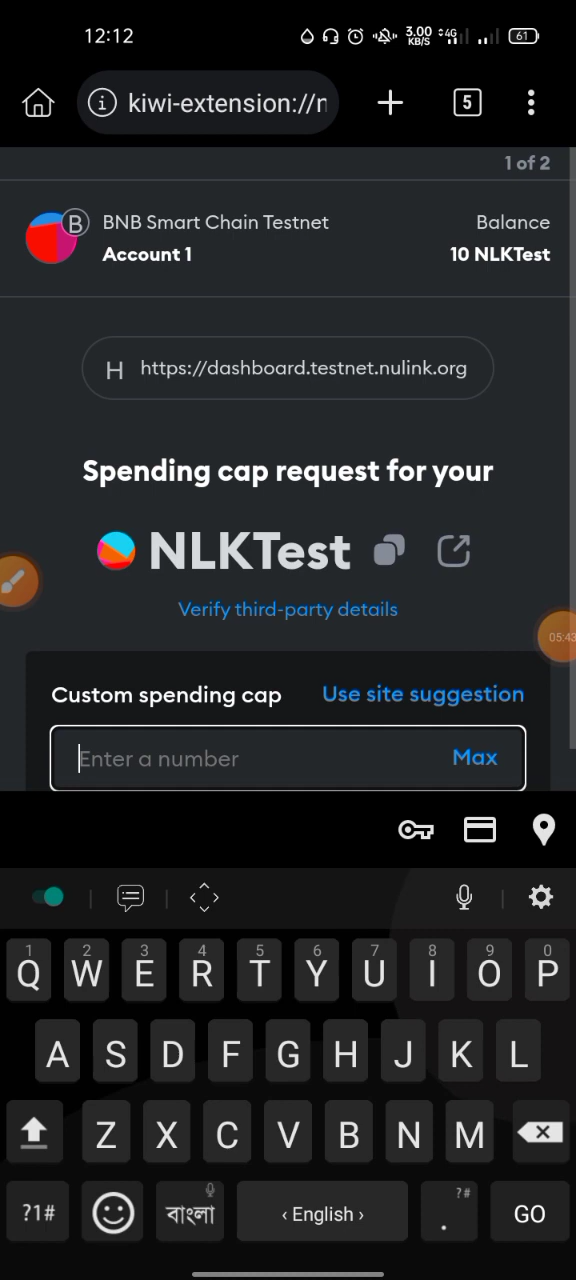 12:12 3.00 KB/S 4G 61
kiwi-extension://n 5
1 of 2
BNB Smart Chain Testnet Balance
B
Account 1 10 NLKTest
H https://dashboard.testnet.nulink.org
Spending cap request for your
NLKTest
Verify third-party details
05:43
Custom spending cap Use site suggestion
Enter a number Max
1 2 3 4 5 6 7 8 9 0
Q W E R T Y U I O P
A S D F G H J K L
Z X C V B N M
?1# বাংলা ‹ English › . ?# GO